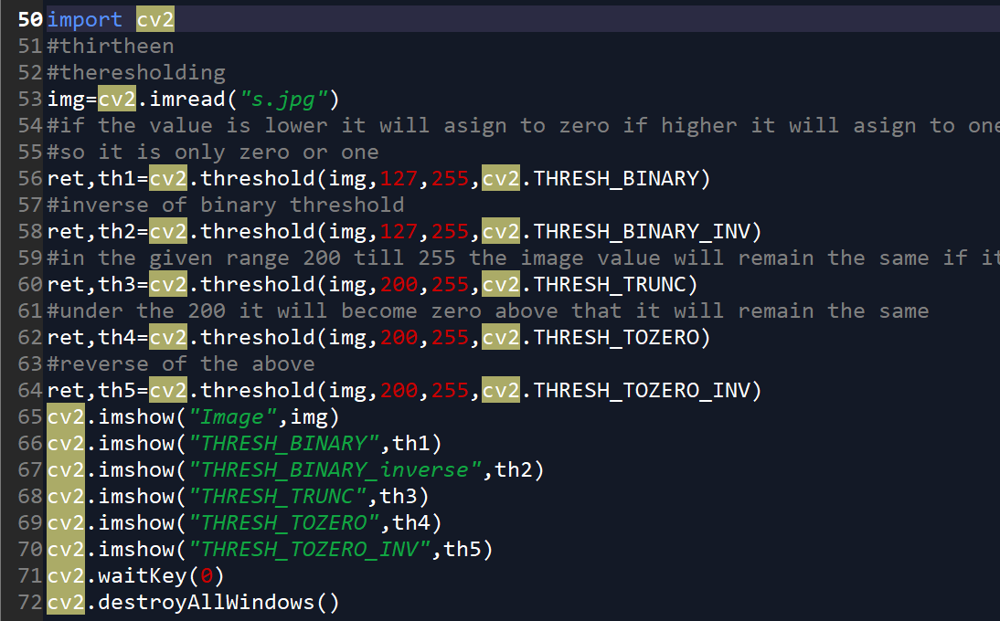 50 import cv2
51 #thirtheen
52 #theresholding
53 img=cv2.imread("s.jpg")
54 #if the value is lower it will asign to zero if higher it will asign to one
55 #so it is only zero or one
56 ret,th1=cv2.threshold(img,127,255,cv2.THRESH_BINARY)
57 #inverse of binary threshold
58 ret,th2=cv2.threshold(img,127,255,cv2.THRESH_BINARY_INV)
59 #in the given range 200 till 255 the image value will remain the same if it
60 ret,th3=cv2.threshold(img,200,255,cv2.THRESH_TRUNC)
61 #under the 200 it will become zero above that it will remain the same
62 ret,th4=cv2.threshold(img,200,255,cv2.THRESH_TOZERO)
63 #reverse of the above
64 ret,th5=cv2.threshold(img,200,255,cv2.THRESH_TOZERO_INV)
65 cv2.imshow("Image",img)
66 cv2.imshow("THRESH_BINARY",th1)
67 cv2.imshow("THRESH_BINARY_inverse",th2)
68 cv2.imshow("THRESH_TRUNC",th3)
69 cv2.imshow("THRESH_TOZERO",th4)
70 cv2.imshow("THRESH_TOZERO_INV",th5)
71 cv2.waitKey(0)
72 cv2.destroyAllWindows()